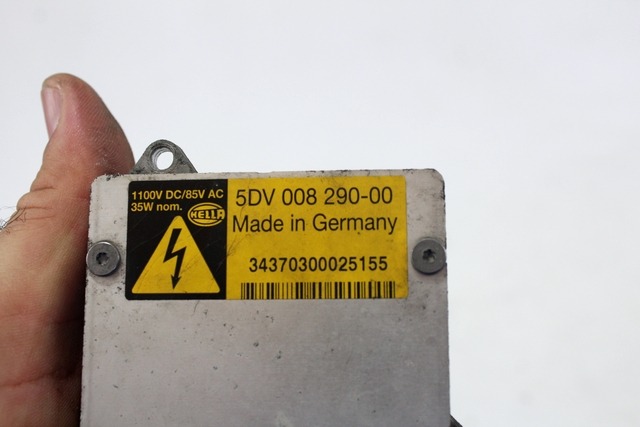 1100V DC/85V AC
35W nom.
HELLA
5DV 008 290-00
Made in Germany
34370300025155